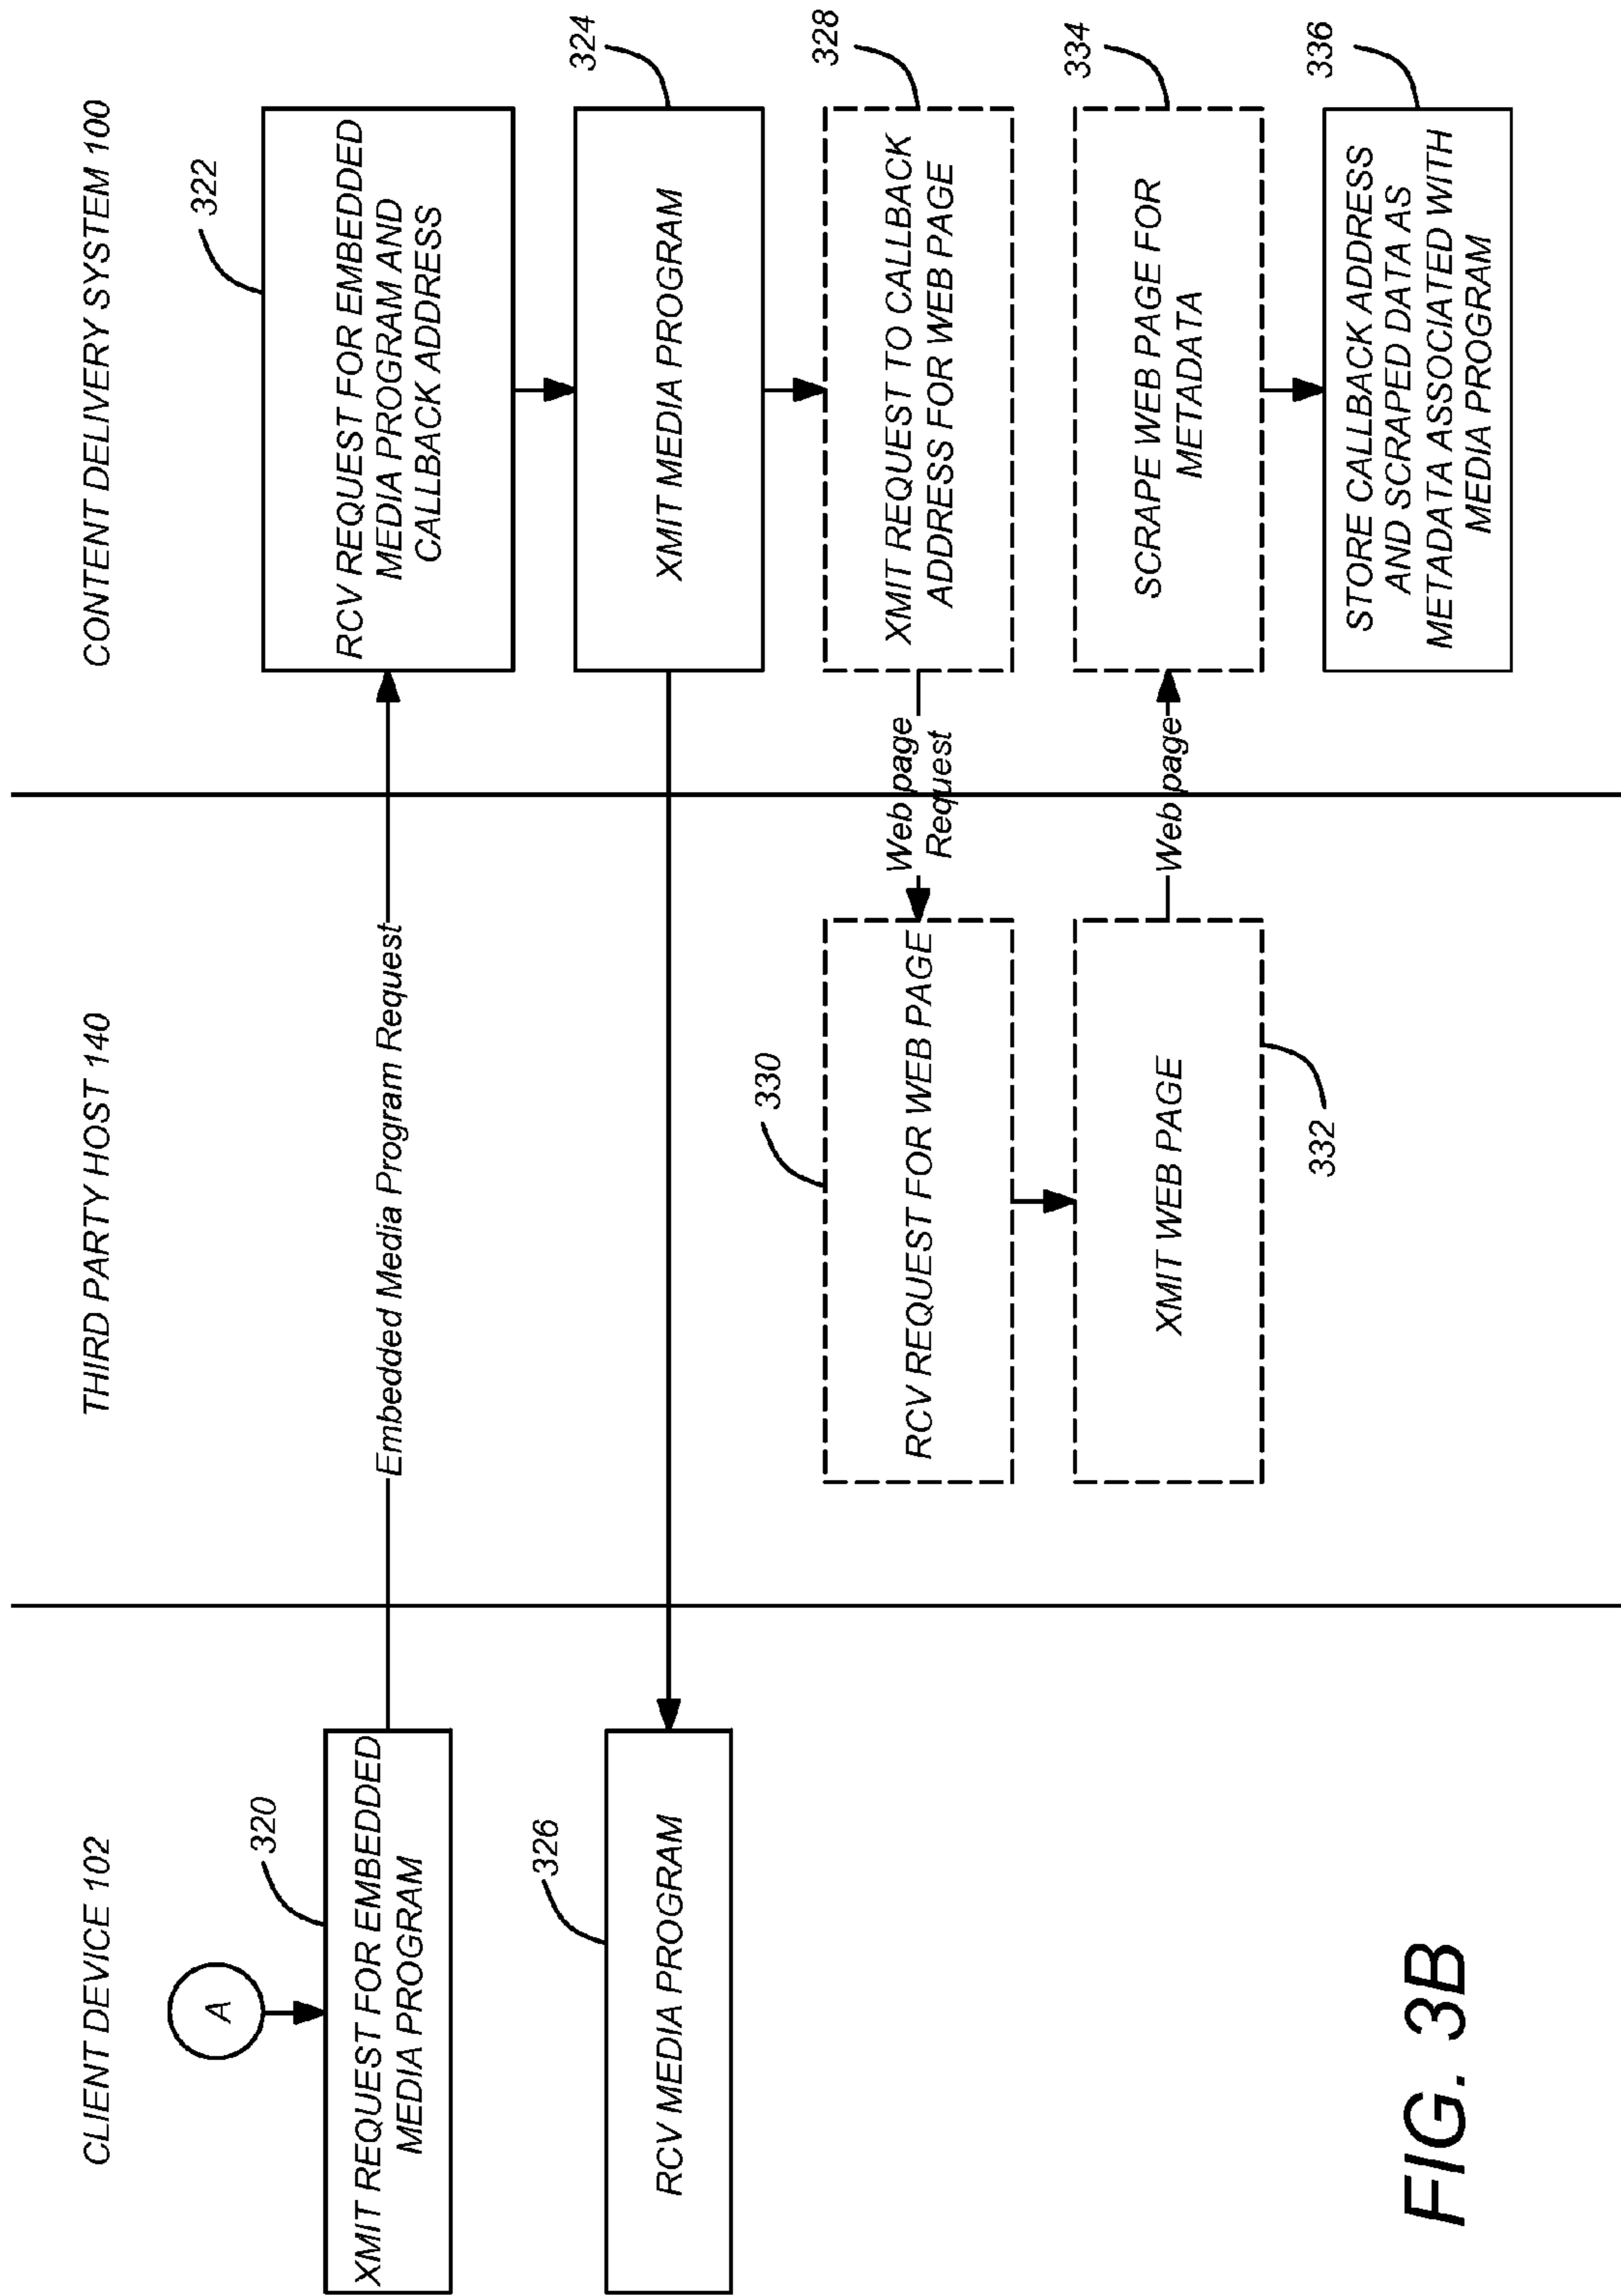 CLIENT DEVICE 102
THIRD PARTY HOST 140
CONTENT DELIVERY SYSTEM 100
A
320
XMIT REQUEST FOR EMBEDDED
MEDIA PROGRAM
Embedded Media Program Request
322
RCV REQUEST FOR EMBEDDED
MEDIA PROGRAM AND
CALLBACK ADDRESS
324
XMIT MEDIA PROGRAM
326
RCV MEDIA PROGRAM
328
XMIT REQUEST TO CALLBACK
ADDRESS FOR WEB PAGE
Web page
Request
330
RCV REQUEST FOR WEB PAGE
XMIT WEB PAGE
332
Web page
334
SCRAPE WEB PAGE FOR
METADATA
336
STORE CALLBACK ADDRESS
AND SCRAPED DATA AS
METADATA ASSOCIATED WITH
MEDIA PROGRAM
FIG. 3B